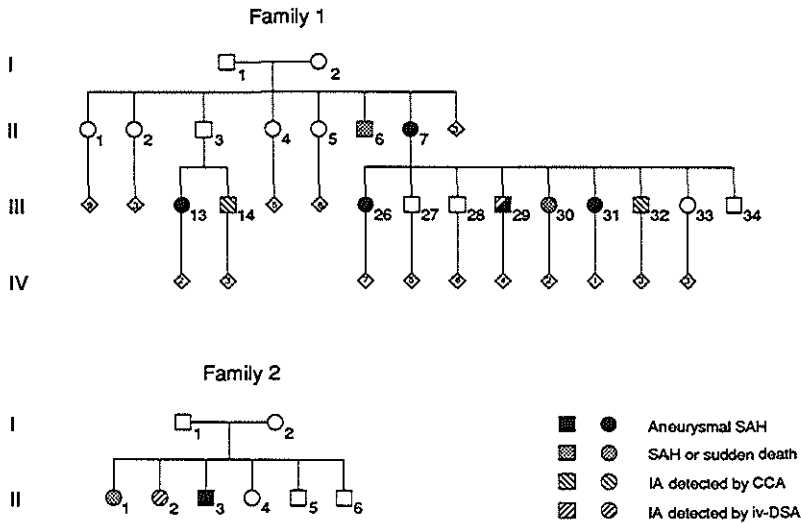 Family 1
I
1 2
II
1 2 3 4 5 6 7
III
13 14 26 27 28 29 30 31 32 33 34
IV
Family 2
I
1 2
II
1 2 3 4 5 6
Aneurysmal SAH
SAH or sudden death
IA detected by CCA
IA detected by iv-DSA